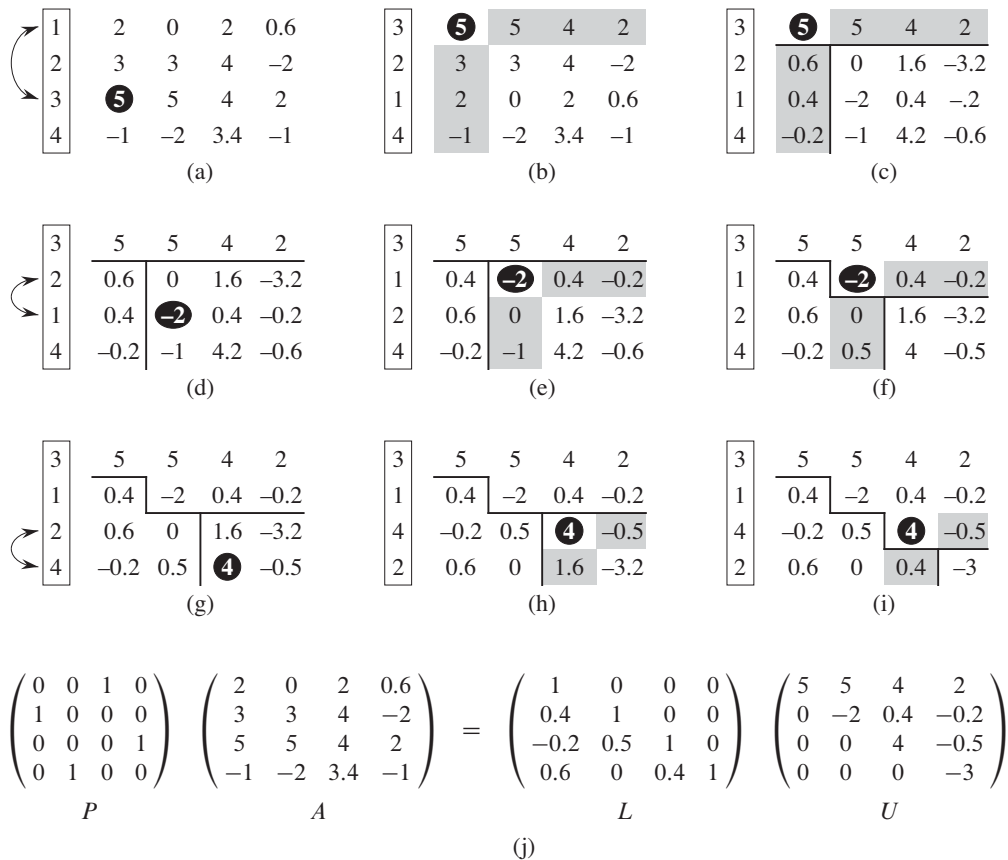 1 2 0 2 0.6
2 3 3 4 –2
3 5 5 4 2
4 –1 –2 3.4 –1
(a)
3 5 5 4 2
2 3 3 4 –2
1 2 0 2 0.6
4 –1 –2 3.4 –1
(b)
3 5 5 4 2
2 0.6 0 1.6 –3.2
1 0.4 –2 0.4 –.2
4 –0.2 –1 4.2 –0.6
(c)
3 5 5 4 2
2 0.6 0 1.6 –3.2
1 0.4 –2 0.4 –0.2
4 –0.2 –1 4.2 –0.6
(d)
3 5 5 4 2
1 0.4 –2 0.4 –0.2
2 0.6 0 1.6 –3.2
4 –0.2 –1 4.2 –0.6
(e)
3 5 5 4 2
1 0.4 –2 0.4 –0.2
2 0.6 0 1.6 –3.2
4 –0.2 0.5 4 –0.5
(f)
3 5 5 4 2
1 0.4 –2 0.4 –0.2
2 0.6 0 1.6 –3.2
4 –0.2 0.5 4 –0.5
(g)
3 5 5 4 2
1 0.4 –2 0.4 –0.2
4 –0.2 0.5 4 –0.5
2 0.6 0 1.6 –3.2
(h)
3 5 5 4 2
1 0.4 –2 0.4 –0.2
4 –0.2 0.5 4 –0.5
2 0.6 0 0.4 –3
(i)
0 0 1 0
1 0 0 0
0 0 0 1
0 1 0 0
P
2 0 2 0.6
3 3 4 −2
5 5 4 2
−1 −2 3.4 −1
A
=
1 0 0 0
0.4 1 0 0
−0.2 0.5 1 0
0.6 0 0.4 1
L
5 5 4 2
0 −2 0.4 −0.2
0 0 4 −0.5
0 0 0 −3
U
(j)